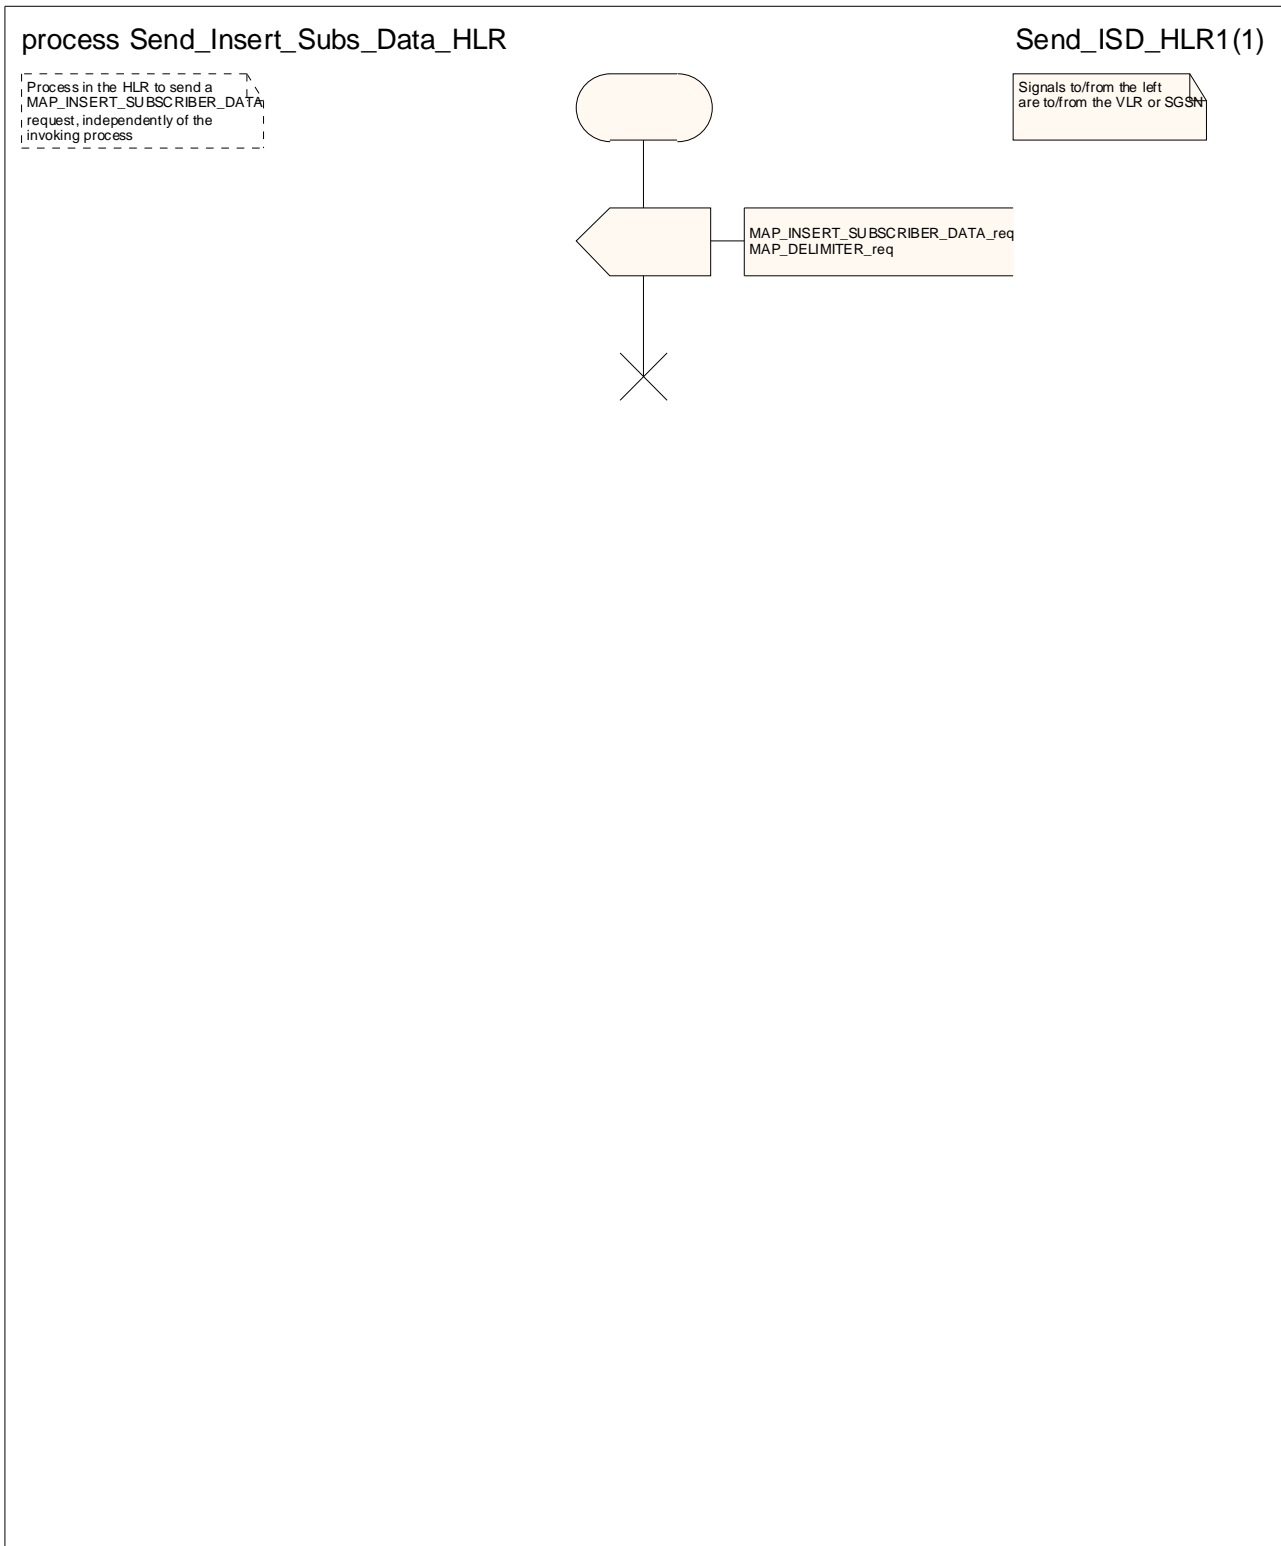 process Send_Insert_Subs_Data_HLR
Send_ISD_HLR1(1)
Process in the HLR to send a
MAP_INSERT_SUBSCRIBER_DATA
request, independently of the
invoking process
Signals to/from the left
are to/from the VLR or SGSN
MAP_INSERT_SUBSCRIBER_DATA_req
MAP_DELIMITER_req